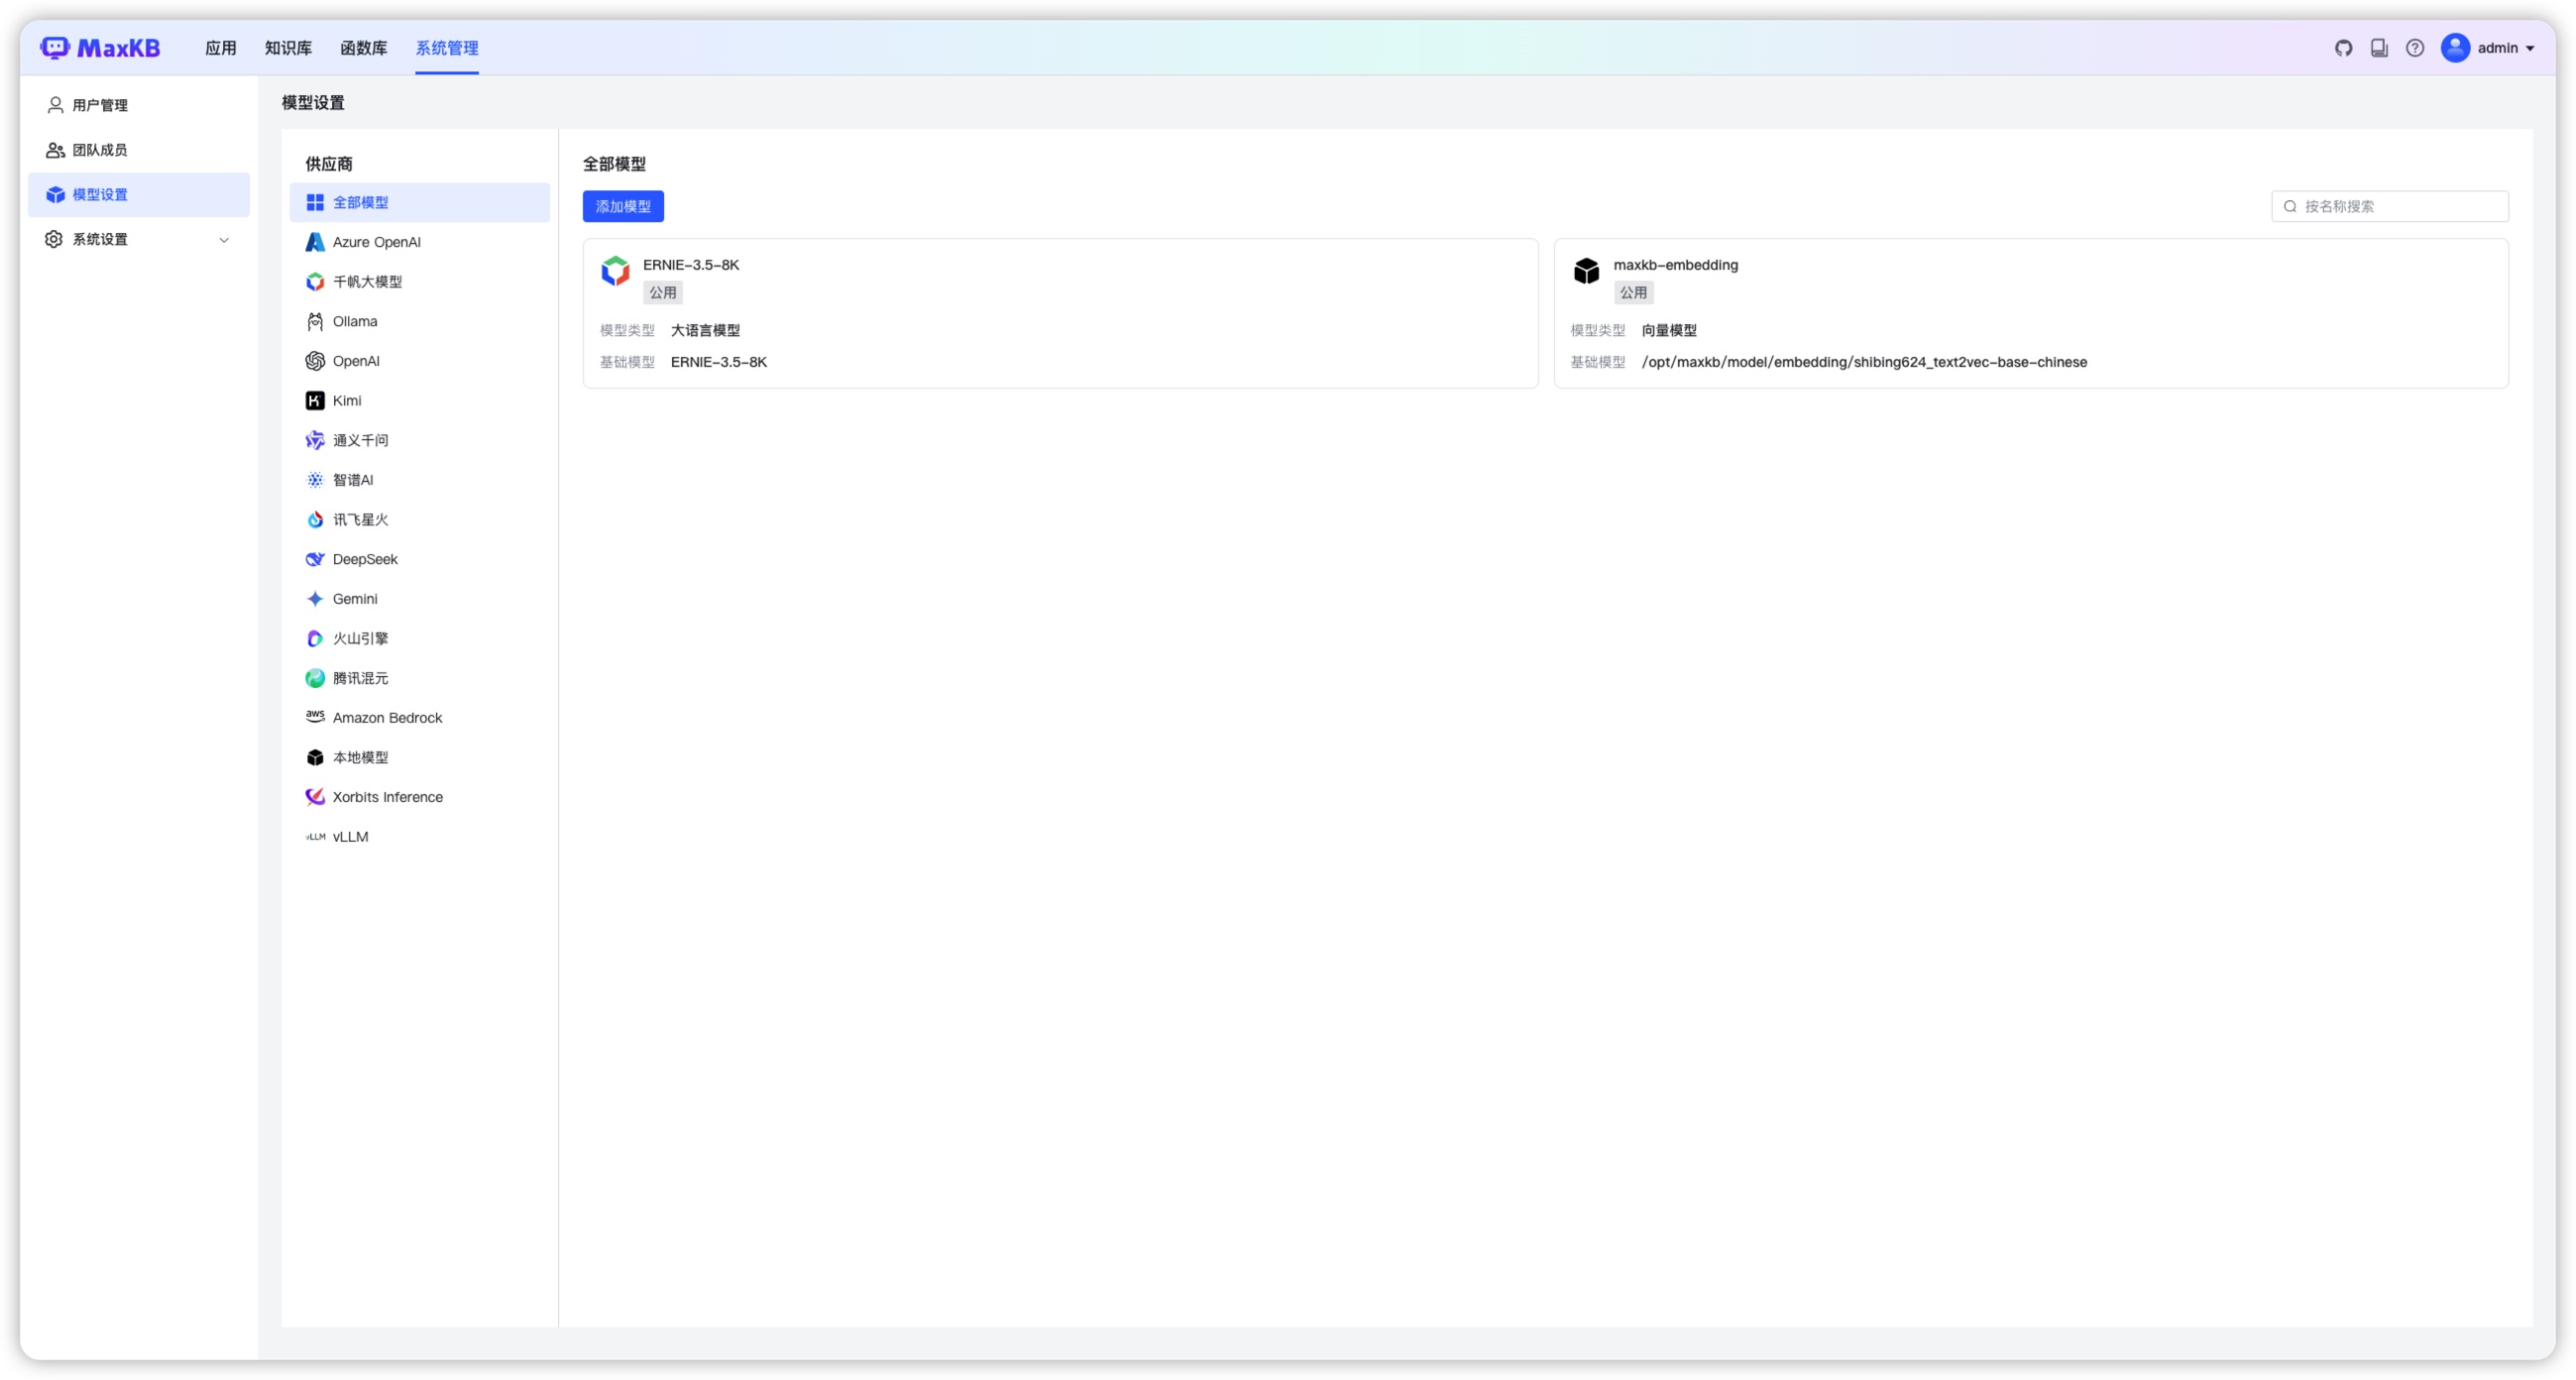 MaxKB 应用 知识库 函数库 系统管理 admin
用户管理
团队成员
模型设置
系统设置
模型设置
供应商
全部模型
Azure OpenAI
千帆大模型
Ollama
OpenAI
Kimi
通义千问
智谱AI
讯飞星火
DeepSeek
Gemini
火山引擎
腾讯混元
aws Amazon Bedrock
本地模型
Xorbits Inference
vLLM vLLM
全部模型
添加模型
按名称搜索
ERNIE-3.5-8K
公用
模型类型 大语言模型
基础模型 ERNIE-3.5-8K
maxkb-embedding
公用
模型类型 向量模型
基础模型 /opt/maxkb/model/embedding/shibing624_text2vec-base-chinese